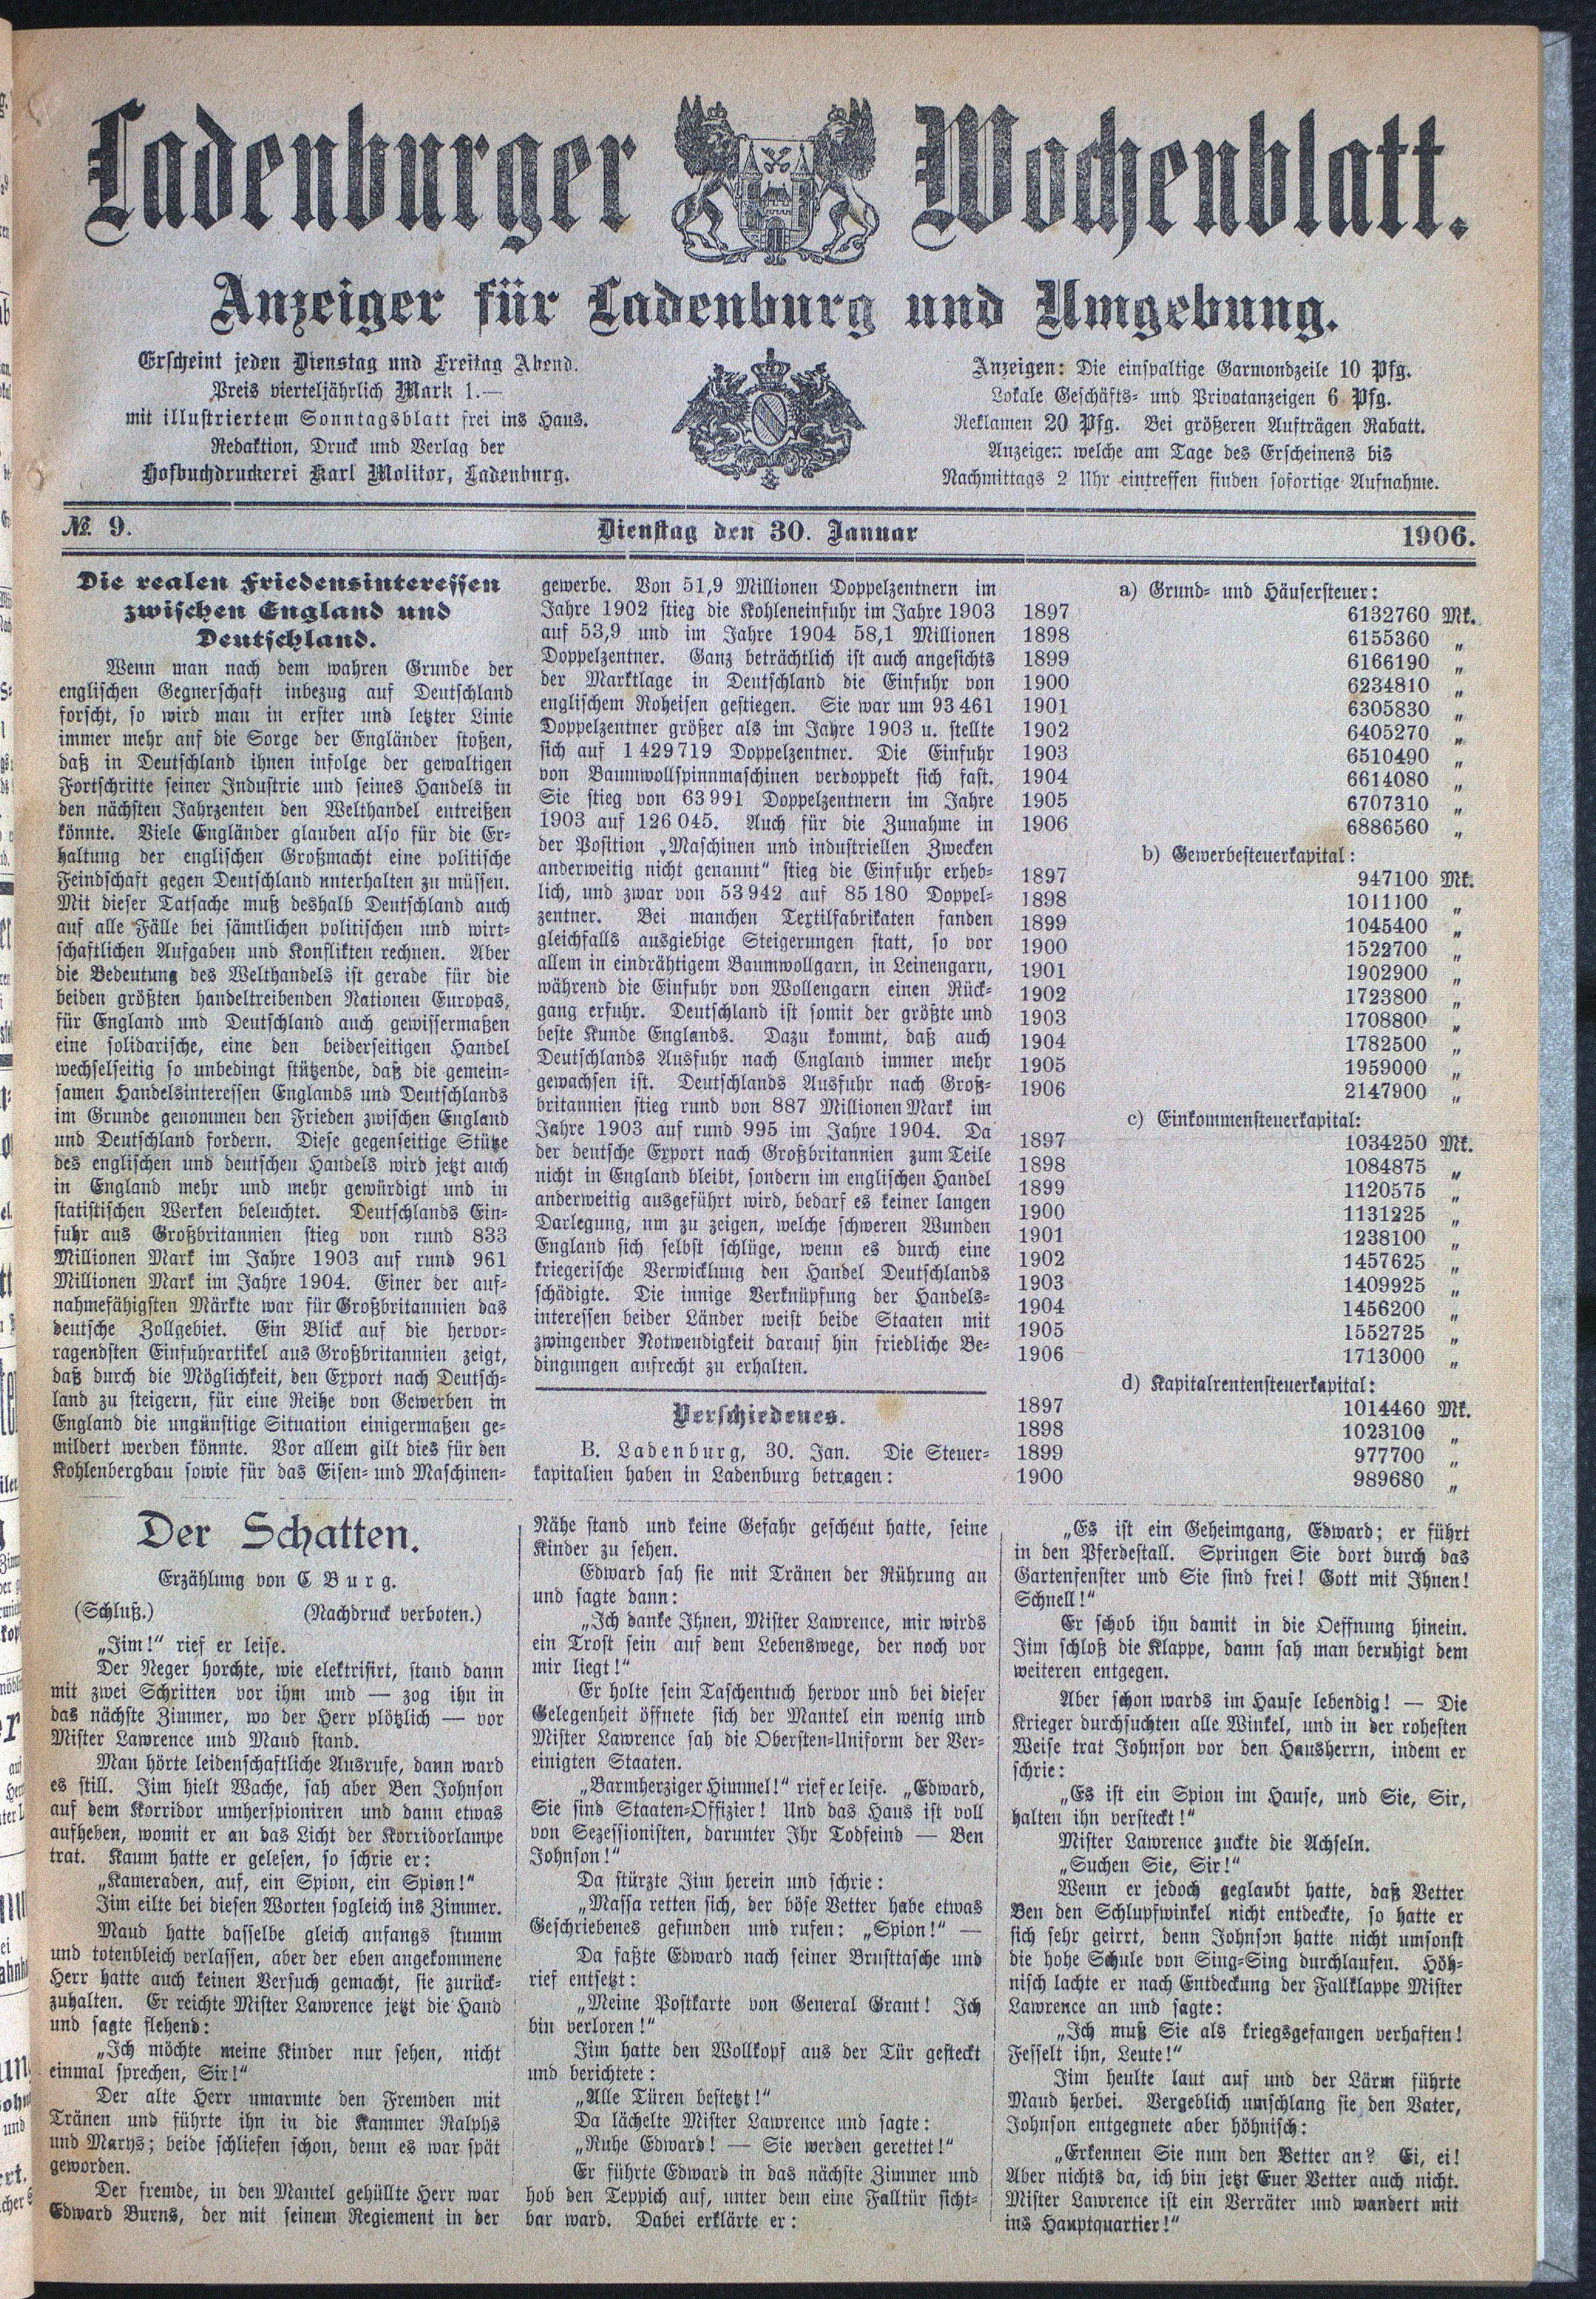 Ladenburger Wochenblatt.
Anzeiger für Ladenburg und Umgebung.
Erscheint jeden Dienstag und Freitag Abend.
Preis vierteljährlich Mark 1.—
mit illustriertem Sonntagsblatt frei ins Haus.
Redaktion, Druck und Verlag der
Hofbuchdruckerei Karl Molitor, Ladenburg.
Anzeigen: Die einspaltige Garmondzeile 10 Pfg.
Lokale Geschäfts- und Privatanzeigen 6 Pfg.
Reklamen 20 Pfg. Bei größeren Aufträgen Rabatt.
Anzeigen welche am Tage des Erscheinens bis
Nachmittags 2 Uhr eintreffen finden sofortige Aufnahme.
№ 9. Dienstag den 30. Januar 1906.
Die realen Friedensinteressen
zwischen England und
Deutschland.
Wenn man nach dem wahren Grunde der
englischen Gegnerschaft inbezug auf Deutschland
forscht, so wird man in erster und letzter Linie
immer mehr auf die Sorge der Engländer stoßen,
daß in Deutschland ihnen infolge der gewaltigen
Fortschritte seiner Industrie und seines Handels in
den nächsten Jahrzenten den Welthandel entreißen
könnte. Viele Engländer glauben also für die Er-
haltung der englischen Großmacht eine politische
Feindschaft gegen Deutschland unterhalten zu müssen.
Mit dieser Tatsache muß deshalb Deutschland auch
auf alle Fälle bei sämtlichen politischen und wirt-
schaftlichen Aufgaben und Konflikten rechnen. Aber
die Bedeutung des Welthandels ist gerade für die
beiden größten handeltreibenden Nationen Europas,
für England und Deutschland auch gewissermaßen
eine solidarische, eine den beiderseitigen Handel
wechselseitig so unbedingt stützende, daß die gemein-
samen Handelsinteressen Englands und Deutschlands
im Grunde genommen den Frieden zwischen England
und Deutschland fordern. Diese gegenseitige Stütze
des englischen und deutschen Handels wird jetzt auch
in England mehr und mehr gewürdigt und in
statistischen Werken beleuchtet. Deutschlands Ein-
fuhr aus Großbritannien stieg von rund 833
Millionen Mark im Jahre 1903 auf rund 961
Millionen Mark im Jahre 1904. Einer der auf-
nahmefähigsten Märkte war für Großbritannien das
deutsche Zollgebiet. Ein Blick auf die hervor-
ragendsten Einfuhrartikel aus Großbritannien zeigt,
daß durch die Möglichkeit, den Export nach Deutsch-
land zu steigern, für eine Reihe von Gewerben in
England die ungünstige Situation einigermaßen ge-
mildert werden könnte. Vor allem gilt dies für den
Kohlenbergbau sowie für das Eisen- und Maschinen-
gewerbe. Von 51,9 Millionen Doppelzentnern im
Jahre 1902 stieg die Kohleneinfuhr im Jahre 1903
auf 53,9 und im Jahre 1904 58,1 Millionen
Doppelzentner. Ganz beträchtlich ist auch angesichts
der Marktlage in Deutschland die Einfuhr von
englischem Roheisen gestiegen. Sie war um 93 461
Doppelzentner größer als im Jahre 1903 u. stellte
sich auf 1 429 719 Doppelzentner. Die Einfuhr
von Baumwollspinnmaschinen verdoppelt sich fast.
Sie stieg von 63 991 Doppelzentnern im Jahre
1903 auf 126 045. Auch für die Zunahme in
der Position „Maschinen und industriellen Zwecken
anderweitig nicht genannt“ stieg die Einfuhr erheb-
lich, und zwar von 53 942 auf 85 180 Doppel-
zentner. Bei manchen Textilfabrikaten fanden
gleichfalls ausgiebige Steigerungen statt, so vor
allem in eindrähtigem Baumwollgarn, in Leinengarn,
während die Einfuhr von Wollengarn einen Rück-
gang erfuhr. Deutschland ist somit der größte und
beste Kunde Englands. Dazu kommt, daß auch
Deutschlands Ausfuhr nach England immer mehr
gewachsen ist. Deutschlands Ausfuhr nach Groß-
britannien stieg rund von 887 Millionen Mark im
Jahre 1903 auf rund 995 im Jahre 1904. Da
der deutsche Export nach Großbritannien zum Teile
nicht in England bleibt, sondern im englischen Handel
anderweitig ausgeführt wird, bedarf es keiner langen
Darlegung, um zu zeigen, welche schweren Wunden
England sich selbst schlüge, wenn es durch eine
kriegerische Verwicklung den Handel Deutschlands
schädigte. Die innige Verknüpfung der Handels-
interessen beider Länder weist beide Staaten mit
zwingender Notwendigkeit darauf hin friedliche Be-
dingungen aufrecht zu erhalten.
Verschiedenes.
B. Ladenburg, 30. Jan. Die Steuer-
kapitalien haben in Ladenburg betragen:
a) Grund- und Häusersteuer:
1897 6132760 Mk.
1898 6155360 „
1899 6166190 „
1900 6234810 „
1901 6305830 „
1902 6405270 „
1903 6510490 „
1904 6614080 „
1905 6707310 „
1906 6886560 „
b) Gewerbesteuerkapital:
1897 947100 Mk.
1898 1011100 „
1899 1045400 „
1900 1522700 „
1901 1902900 „
1902 1723800 „
1903 1708800 „
1904 1782500 „
1905 1959000 „
1906 2147900 „
c) Einkommensteuerkapital:
1897 1034250 Mk.
1898 1084875 „
1899 1120575 „
1900 1131225 „
1901 1238100 „
1902 1457625 „
1903 1409925 „
1904 1456200 „
1905 1552725 „
1906 1713000 „
d) Kapitalrentensteuerkapital:
1897 1014460 Mk.
1898 1023100 „
1899 977700 „
1900 989680 „
Der Schatten.
Erzählung von C Burg.
(Schluß.) (Nachdruck verboten.)
„Jim!“ rief er leise.
Der Neger horchte, wie elektrisirt, stand dann
mit zwei Schritten vor ihm und — zog ihn in
das nächste Zimmer, wo der Herr plötzlich — vor
Mister Lawrence und Maud stand.
Man hörte leidenschaftliche Ausrufe, dann ward
es still. Jim hielt Wache, sah aber Ben Johnson
auf dem Korridor umherspioniren und dann etwas
aufheben, womit er an das Licht der Korridorlampe
trat. Kaum hatte er gelesen, so schrie er:
„Kameraden, auf, ein Spion, ein Spion!“
Jim eilte bei diesen Worten sogleich ins Zimmer.
Maud hatte dasselbe gleich anfangs stumm
und totenbleich verlassen, aber der eben angekommene
Herr hatte auch keinen Versuch gemacht, sie zurück-
zuhalten. Er reichte Mister Lawrence jetzt die Hand
und sagte flehend:
„Ich möchte meine Kinder nur sehen, nicht
einmal sprechen, Sir!“
Der alte Herr umarmte den Fremden mit
Tränen und führte ihn in die Kammer Ralphs
und Marys; beide schliefen schon, denn es war spät
geworden.
Der fremde, in den Mantel gehüllte Herr war
Edward Burns, der mit seinem Regiement in der
Nähe stand und keine Gefahr gescheut hatte, seine
Kinder zu sehen.
Edward sah sie mit Tränen der Rührung an
und sagte dann:
„Ich danke Ihnen, Mister Lawrence, mir wirds
ein Trost sein auf dem Lebenswege, der noch vor
mir liegt!“
Er holte sein Taschentuch hervor und bei dieser
Gelegenheit öffnete sich der Mantel ein wenig und
Mister Lawrence sah die Obersten-Uniform der Ver-
einigten Staaten.
„Barmherziger Himmel!“ rief er leise. „Edward,
Sie sind Staaten-Offizier! Und das Haus ist voll
von Sezessionisten, darunter Ihr Todfeind — Ben
Johnson!“
Da stürzte Jim herein und schrie:
„Massa retten sich, der böse Vetter habe etwas
Geschriebenes gefunden und rufen: „Spion!“ —
Da faßte Edward nach seiner Brusttasche und
rief entsetzt:
„Meine Postkarte von General Grant! Ich
bin verloren!“
Jim hatte den Wollkopf aus der Tür gesteckt
und berichtete:
„Alle Türen besetzt!“
Da lächelte Mister Lawrence und sagte:
„Ruhe Edward! — Sie werden gerettet!“
Er führte Edward in das nächste Zimmer und
hob den Teppich auf, unter dem eine Falltür sicht-
bar ward. Dabei erklärte er:
„Es ist ein Geheimgang, Edward; er führt
in den Pferdestall. Springen Sie dort durch das
Gartenfenster und Sie sind frei! Gott mit Ihnen!
Schnell!“
Er schob ihn damit in die Oeffnung hinein.
Jim schloß die Klappe, dann sah man beruhigt dem
weiteren entgegen.
Aber schon wards im Hause lebendig! — Die
Krieger durchsuchten alle Winkel, und in der rohesten
Weise trat Johnson vor den Hausherrn, indem er
schrie:
„Es ist ein Spion im Hause, und Sie, Sir,
halten ihn versteckt!“
Mister Lawrence zuckte die Achseln.
„Suchen Sie, Sir!“
Wenn er jedoch geglaubt hatte, daß Vetter
Ben den Schlupfwinkel nicht entdeckte, so hatte er
sich sehr geirrt, denn Johnson hatte nicht umsonst
die hohe Schule von Sing-Sing durchlaufen. Höh-
nisch lachte er nach Entdeckung der Fallklappe Mister
Lawrence an und sagte:
„Ich muß Sie als kriegsgefangen verhaften!
Fesselt ihn, Leute!“
Jim heulte laut auf und der Lärm führte
Maud herbei. Vergeblich umschlang sie den Vater,
Johnson entgegnete aber höhnisch:
„Erkennen Sie nun den Vetter an? Ei, ei!
Aber nichts da, ich bin jetzt Euer Vetter auch nicht.
Mister Lawrence ist ein Verräter und wandert mit
ins Hauptquartier!“